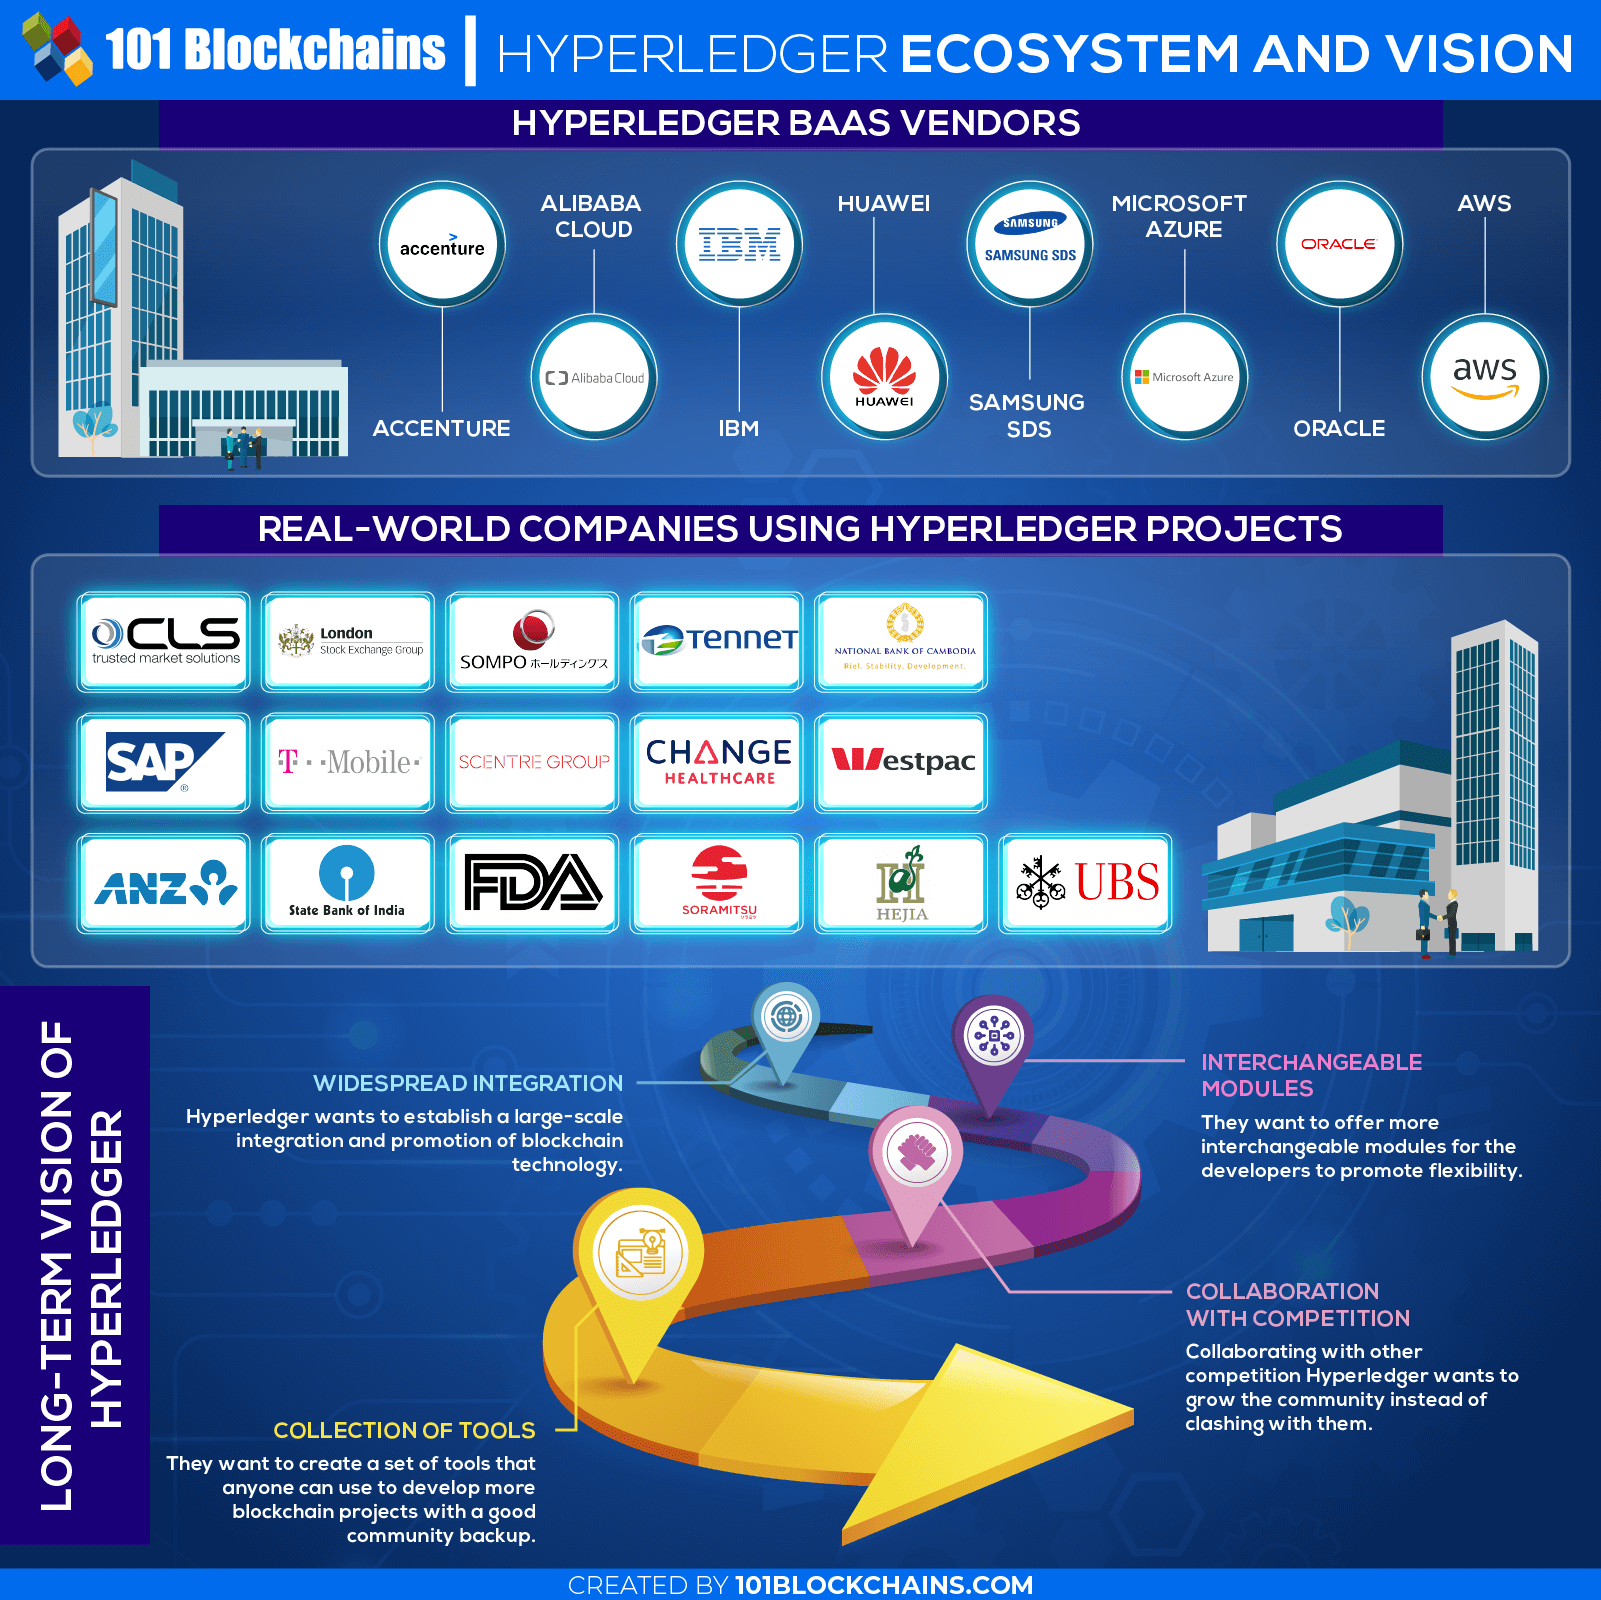 101 Blockchains | HYPERLEDGER ECOSYSTEM AND VISION
HYPERLEDGER BAAS VENDORS
accenture
ACCENTURE
ALIBABA
CLOUD
Alibaba Cloud
IBM
IBM
HUAWEI
HUAWEI
SAMSUNG
SAMSUNG SDS
SAMSUNG
SDS
MICROSOFT
AZURE
Microsoft Azure
ORACLE
ORACLE
AWS
aws
REAL-WORLD COMPANIES USING HYPERLEDGER PROJECTS
CLS
trusted market solutions
London
Stock Exchange Group
SOMPO ホールディングス
TENNET
NATIONAL BANK OF CAMBODIA
Riel. Stability. Development.
SAP
®
T··Mobile·
SCENTRE GROUP
CHANGE
HEALTHCARE
Westpac
ANZ
State Bank of India
FDA
SORAMITSU
HEJIA
UBS
LONG-TERM VISION OF
HYPERLEDGER
WIDESPREAD INTEGRATION
Hyperledger wants to establish a large-scale
integration and promotion of blockchain
technology.
INTERCHANGEABLE
MODULES
They want to offer more
interchangeable modules for the
developers to promote flexibility.
COLLABORATION
WITH COMPETITION
Collaborating with other
competition Hyperledger wants to
grow the community instead of
clashing with them.
COLLECTION OF TOOLS
They want to create a set of tools that
anyone can use to develop more
blockchain projects with a good
community backup.
CREATED BY 101BLOCKCHAINS.COM